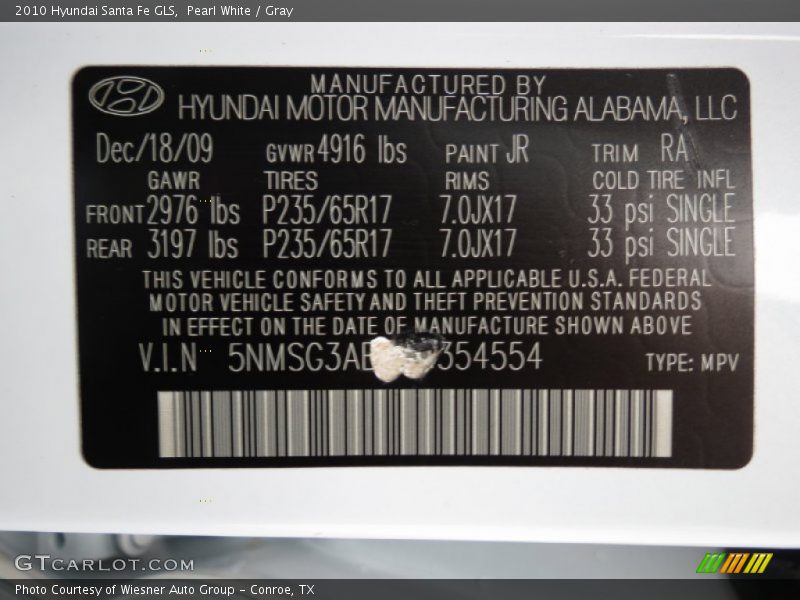 2010 Hyundai Santa Fe GLS, Pearl White / Gray
MANUFACTURED BY
HYUNDAI MOTOR MANUFACTURING ALABAMA, LLC
Dec/18/09 GVWR 4916 lbs PAINT JR TRIM RA
GAWR TIRES RIMS COLD TIRE INFL
FRONT 2976 lbs P235/65R17 7.0JX17 33 psi SINGLE
REAR 3197 lbs P235/65R17 7.0JX17 33 psi SINGLE
THIS VEHICLE CONFORMS TO ALL APPLICABLE U.S.A. FEDERAL
MOTOR VEHICLE SAFETY AND THEFT PREVENTION STANDARDS
IN EFFECT ON THE DATE OF MANUFACTURE SHOWN ABOVE
V.I.N 5NMSG3A 354554 TYPE: MPV
GTCARLOT.COM
Photo Courtesy of Wiesner Auto Group - Conroe, TX